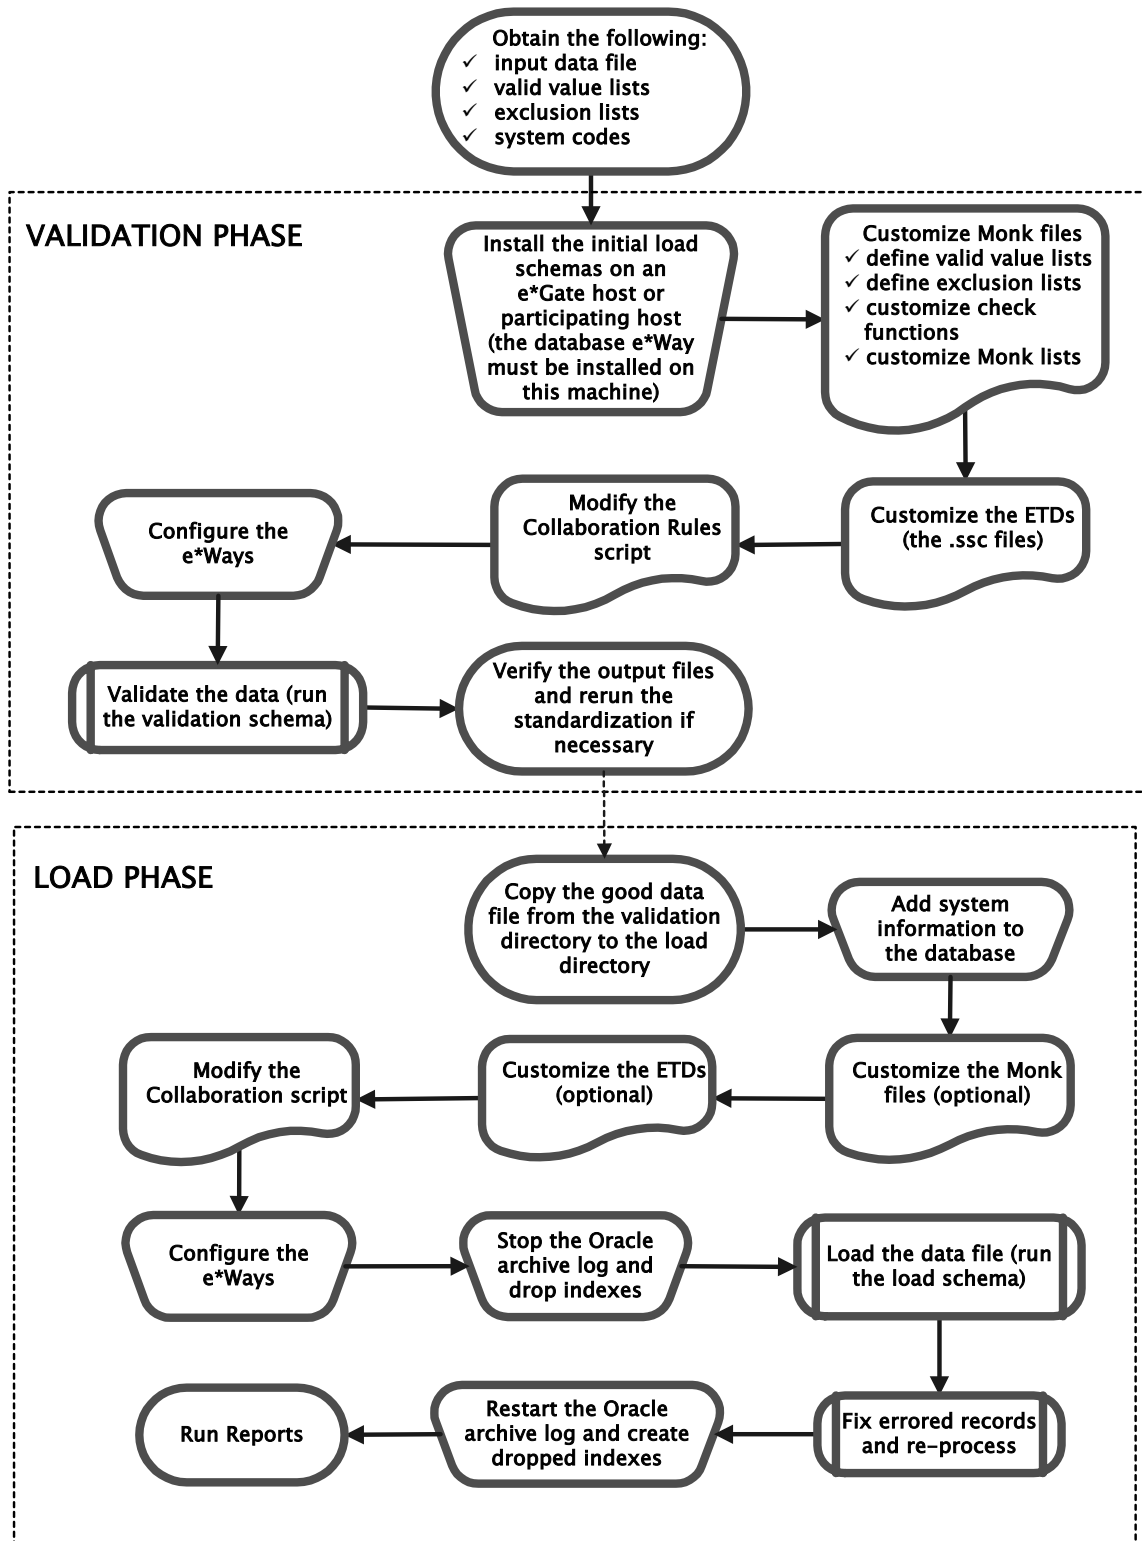 Obtain the following:
✓ input data file
✓ valid value lists
✓ exclusion lists
✓ system codes
VALIDATION PHASE
Install the initial load
schemas on an
e*Gate host or
participating host
(the database e*Way
must be installed on
this machine)
Customize Monk files
✓ define valid value lists
✓ define exclusion lists
✓ customize check
functions
✓ customize Monk lists
Customize the ETDs
(the .ssc files)
Modify the
Collaboration Rules
script
Configure the
e*Ways
Validate the data (run
the validation schema)
Verify the output files
and rerun the
standardization if
necessary
LOAD PHASE
Copy the good data
file from the validation
directory to the load
directory
Add system
information to
the database
Customize the Monk
files (optional)
Customize the ETDs
(optional)
Modify the
Collaboration script
Configure the
e*Ways
Stop the Oracle
archive log and
drop indexes
Load the data file (run
the load schema)
Fix errored records
and re-process
Restart the Oracle
archive log and create
dropped indexes
Run Reports